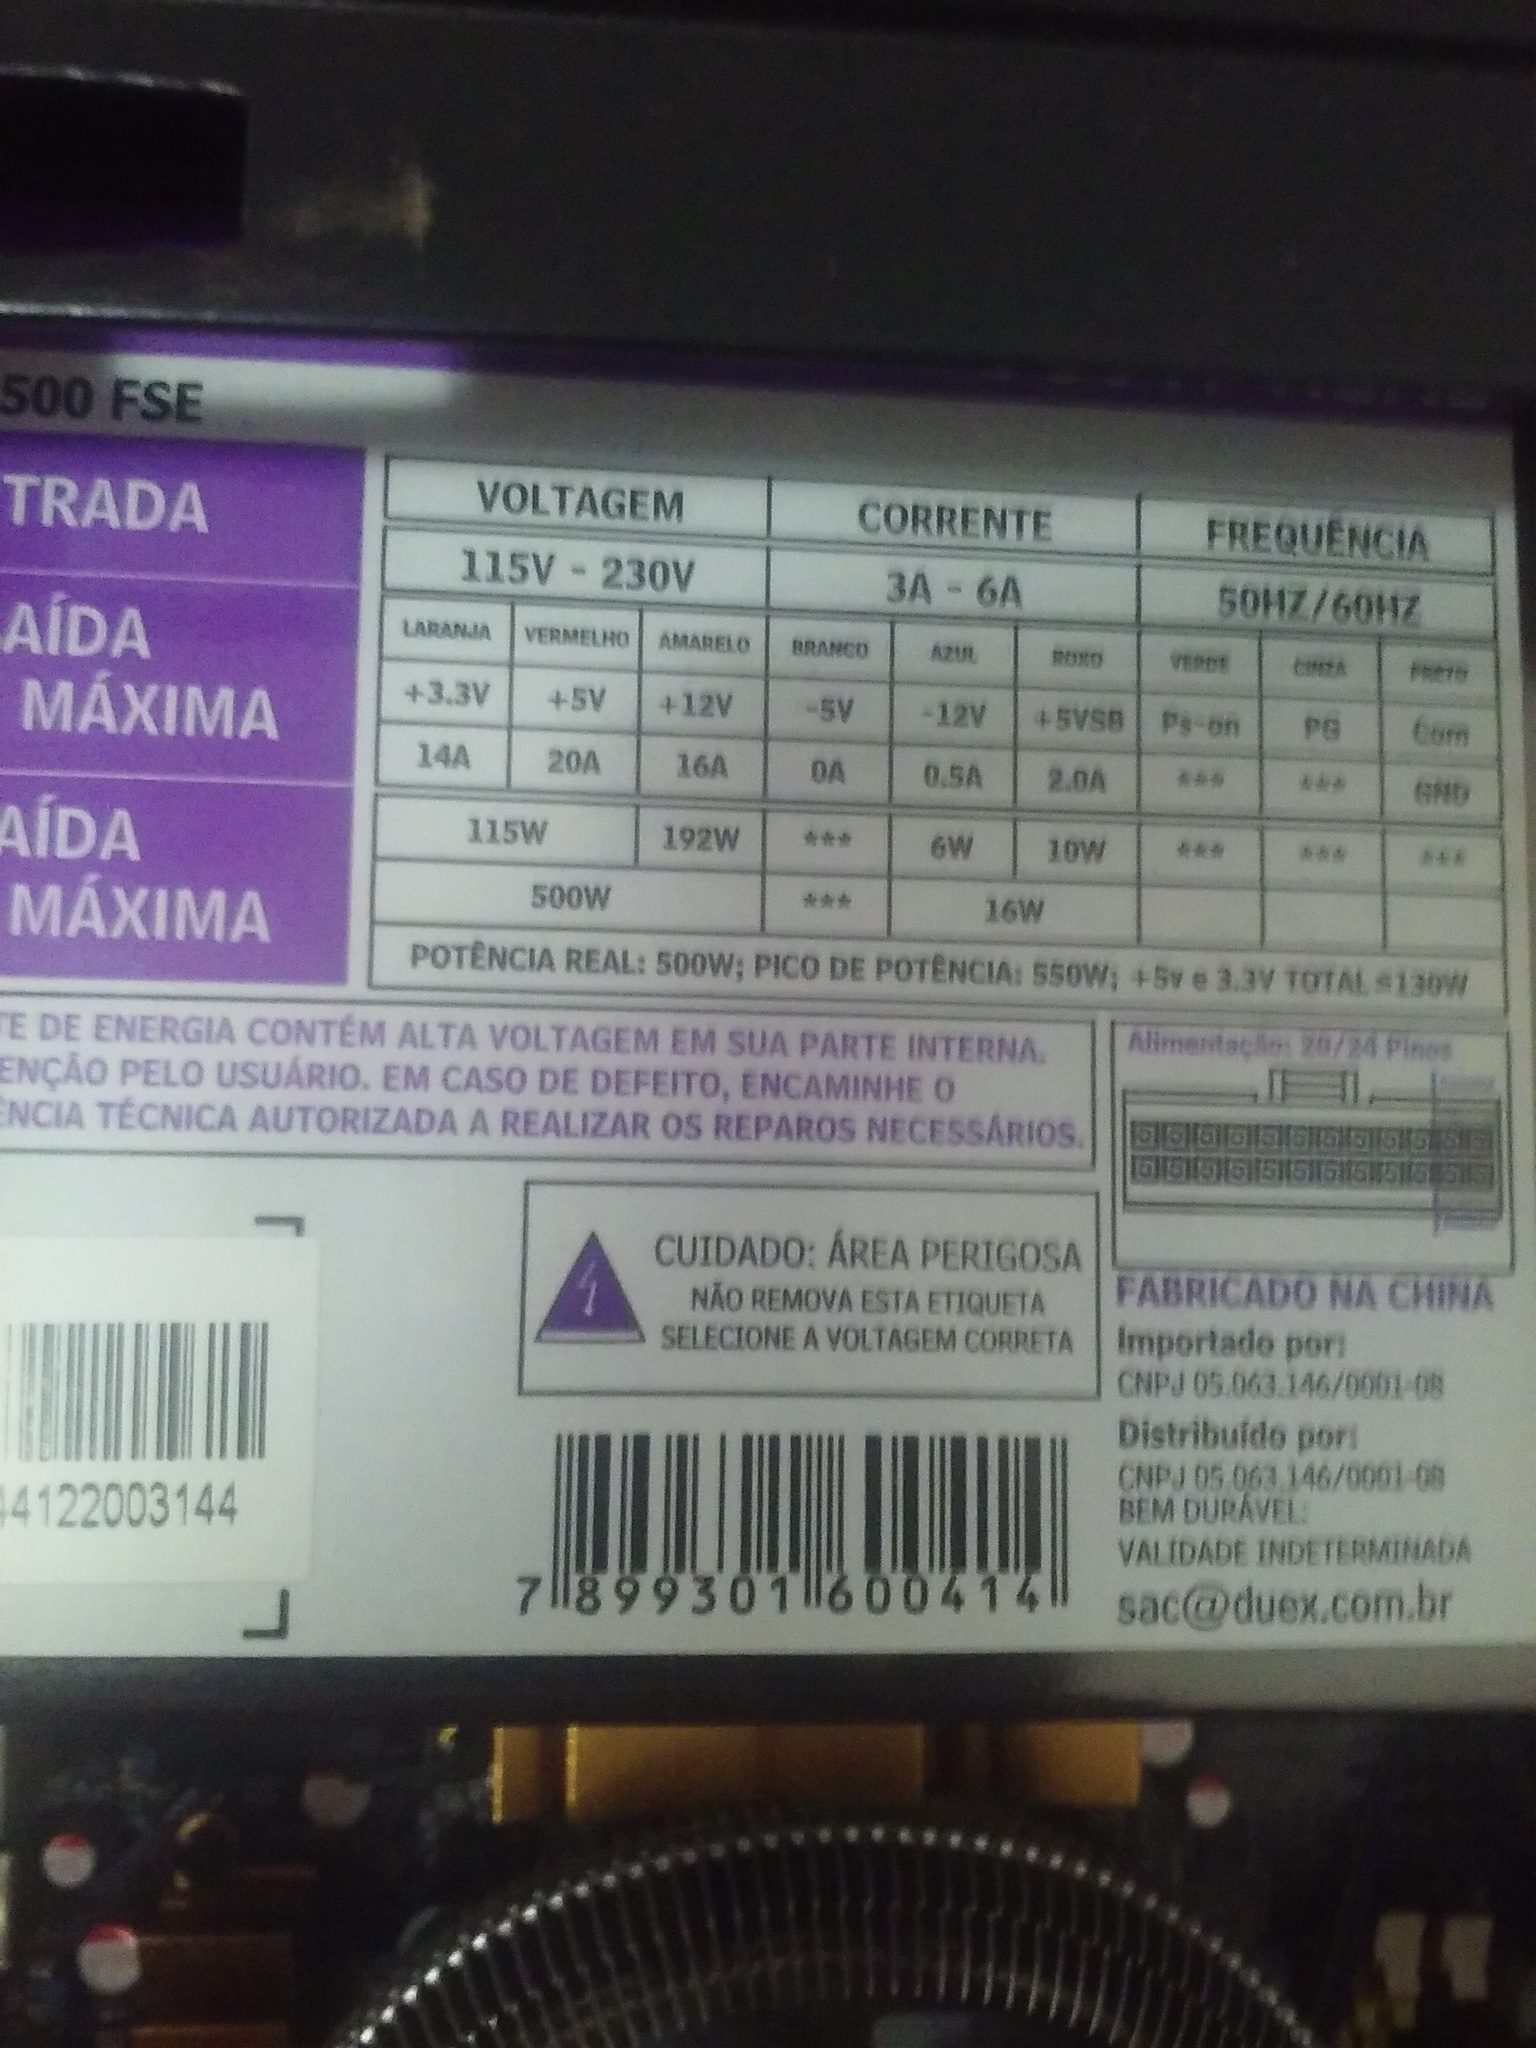 500 FSE
TRADA
VOLTAGEM CORRENTE FREQUÊNCIA
115V - 230V 3A - 6A 50HZ/60HZ
AÍDA
MÁXIMA
LARANJA VERMELHO AMARELO BRANCO AZUL ROXO VERDE CINZA PRETO
+3.3V +5V +12V -5V -12V +5VSB Ps-on PG Com
14A 20A 16A 0A 0.5A 2.0A *** *** GND
AÍDA
MÁXIMA
115W 192W *** 6W 10W *** *** ***
500W *** 16W
POTÊNCIA REAL: 500W; PICO DE POTÊNCIA: 550W; +5v e 3.3V TOTAL ≤130W
TE DE ENERGIA CONTÉM ALTA VOLTAGEM EM SUA PARTE INTERNA.
ENÇÃO PELO USUÁRIO. EM CASO DE DEFEITO, ENCAMINHE O
ÊNCIA TÉCNICA AUTORIZADA A REALIZAR OS REPAROS NECESSÁRIOS.
Alimentação: 20/24 Pinos
CUIDADO: ÁREA PERIGOSA
NÃO REMOVA ESTA ETIQUETA
SELECIONE A VOLTAGEM CORRETA
FABRICADO NA CHINA
Importado por:
CNPJ 05.063.146/0001-08
Distribuído por:
CNPJ 05.063.146/0001-08
BEM DURÁVEL:
VALIDADE INDETERMINADA
sac@duex.com.br
44122003144
7 899301 600414